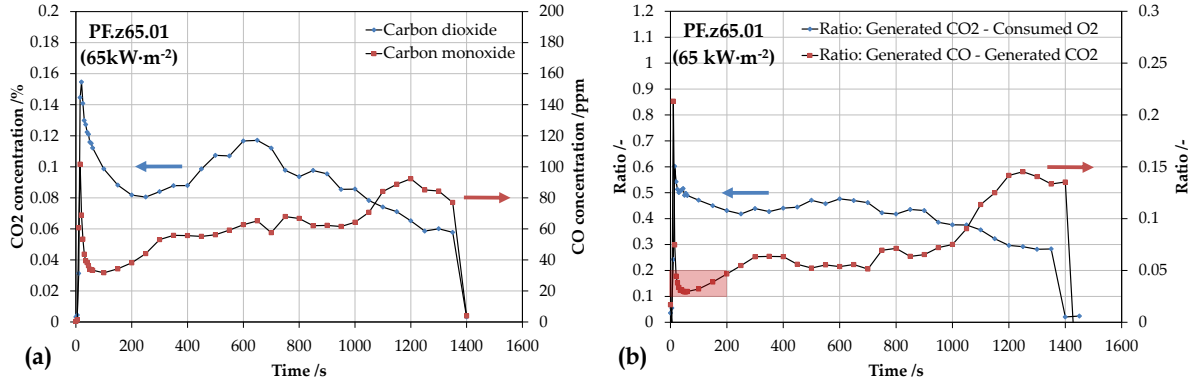 PF.z65.01
(65kW·m⁻²)
Carbon dioxide
Carbon monoxide
CO2 concentration /%
0.2
0.18
0.16
0.14
0.12
0.1
0.08
0.06
0.04
0.02
0
CO concentration /ppm
200
180
160
140
120
100
80
60
40
20
0
0 200 400 600 800 1000 1200 1400 1600
Time /s
(a)
PF.z65.01
(65 kW·m⁻²)
Ratio: Generated CO2 - Consumed O2
Ratio: Generated CO - Generated CO2
Ratio /-
1.2
1.1
1
0.9
0.8
0.7
0.6
0.5
0.4
0.3
0.2
0.1
0
Ratio /-
0.3
0.25
0.2
0.15
0.1
0.05
0
0 200 400 600 800 1000 1200 1400 1600
Time /s
(b)